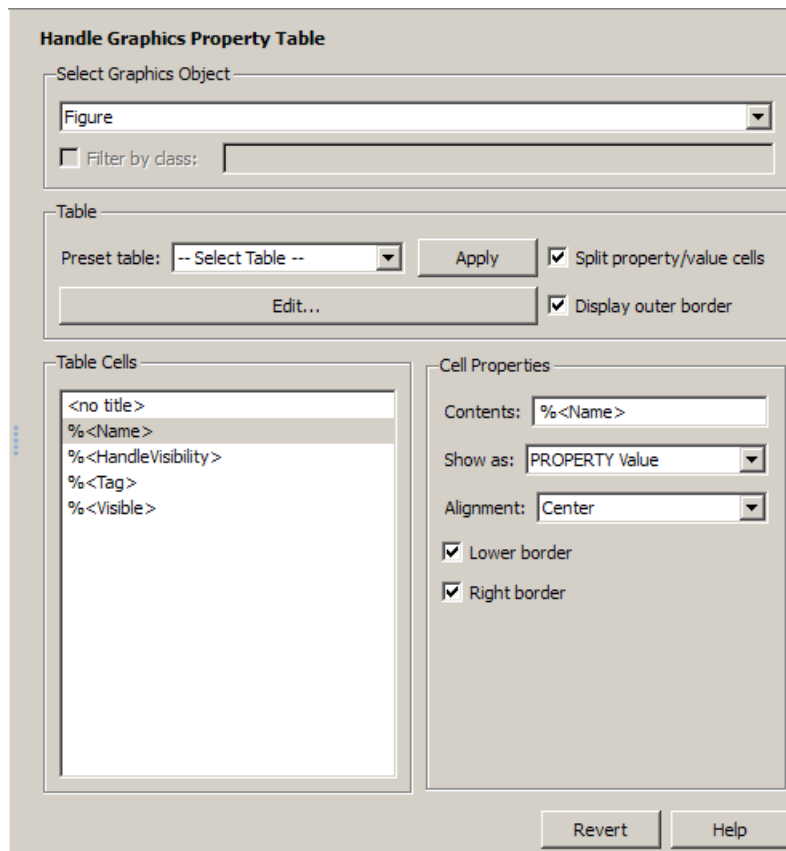 Handle Graphics Property Table
Select Graphics Object
Figure
Filter by class:
Table
Preset table: -- Select Table -- Apply Split property/value cells
Edit... Display outer border
Table Cells
<no title>
%<Name>
%<HandleVisibility>
%<Tag>
%<Visible>
Cell Properties
Contents: %<Name>
Show as: PROPERTY Value
Alignment: Center
Lower border
Right border
Revert Help